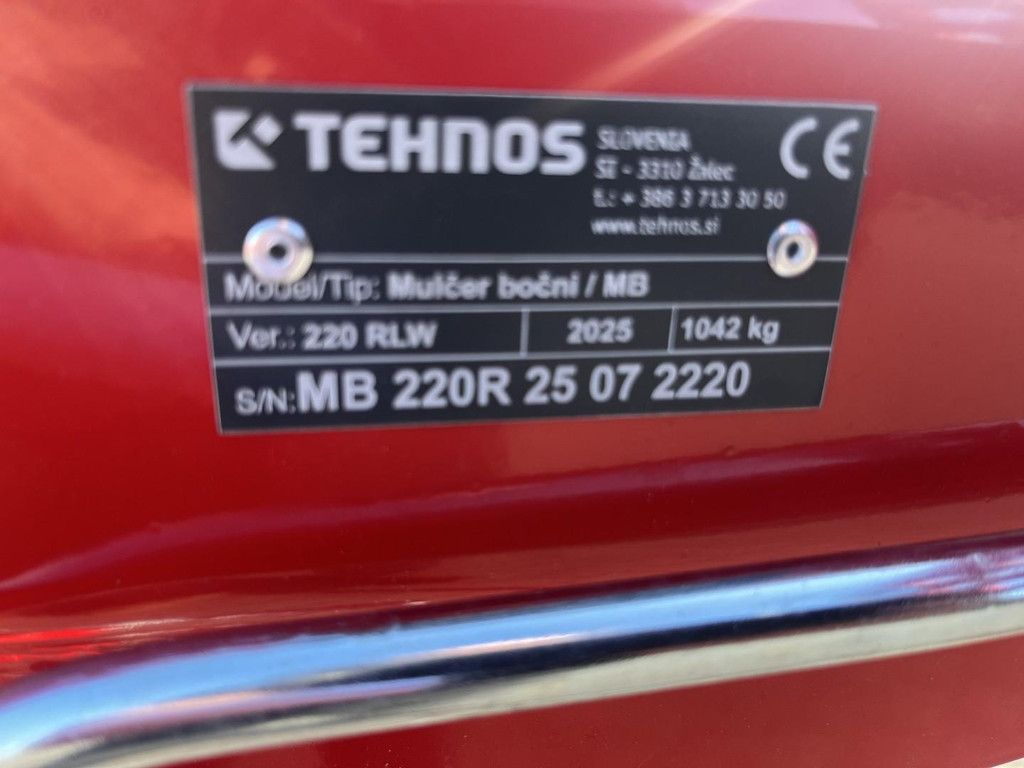 TEHNOS
SLOVENIA
SI - 3310 Žalec
t.: + 386 3 713 30 50
www.tehnos.si
CE
Model/Tip: Mulčer bočni / MB
Ver.: 220 RLW 2025 1042 kg
S/N: MB 220R 25 07 2220